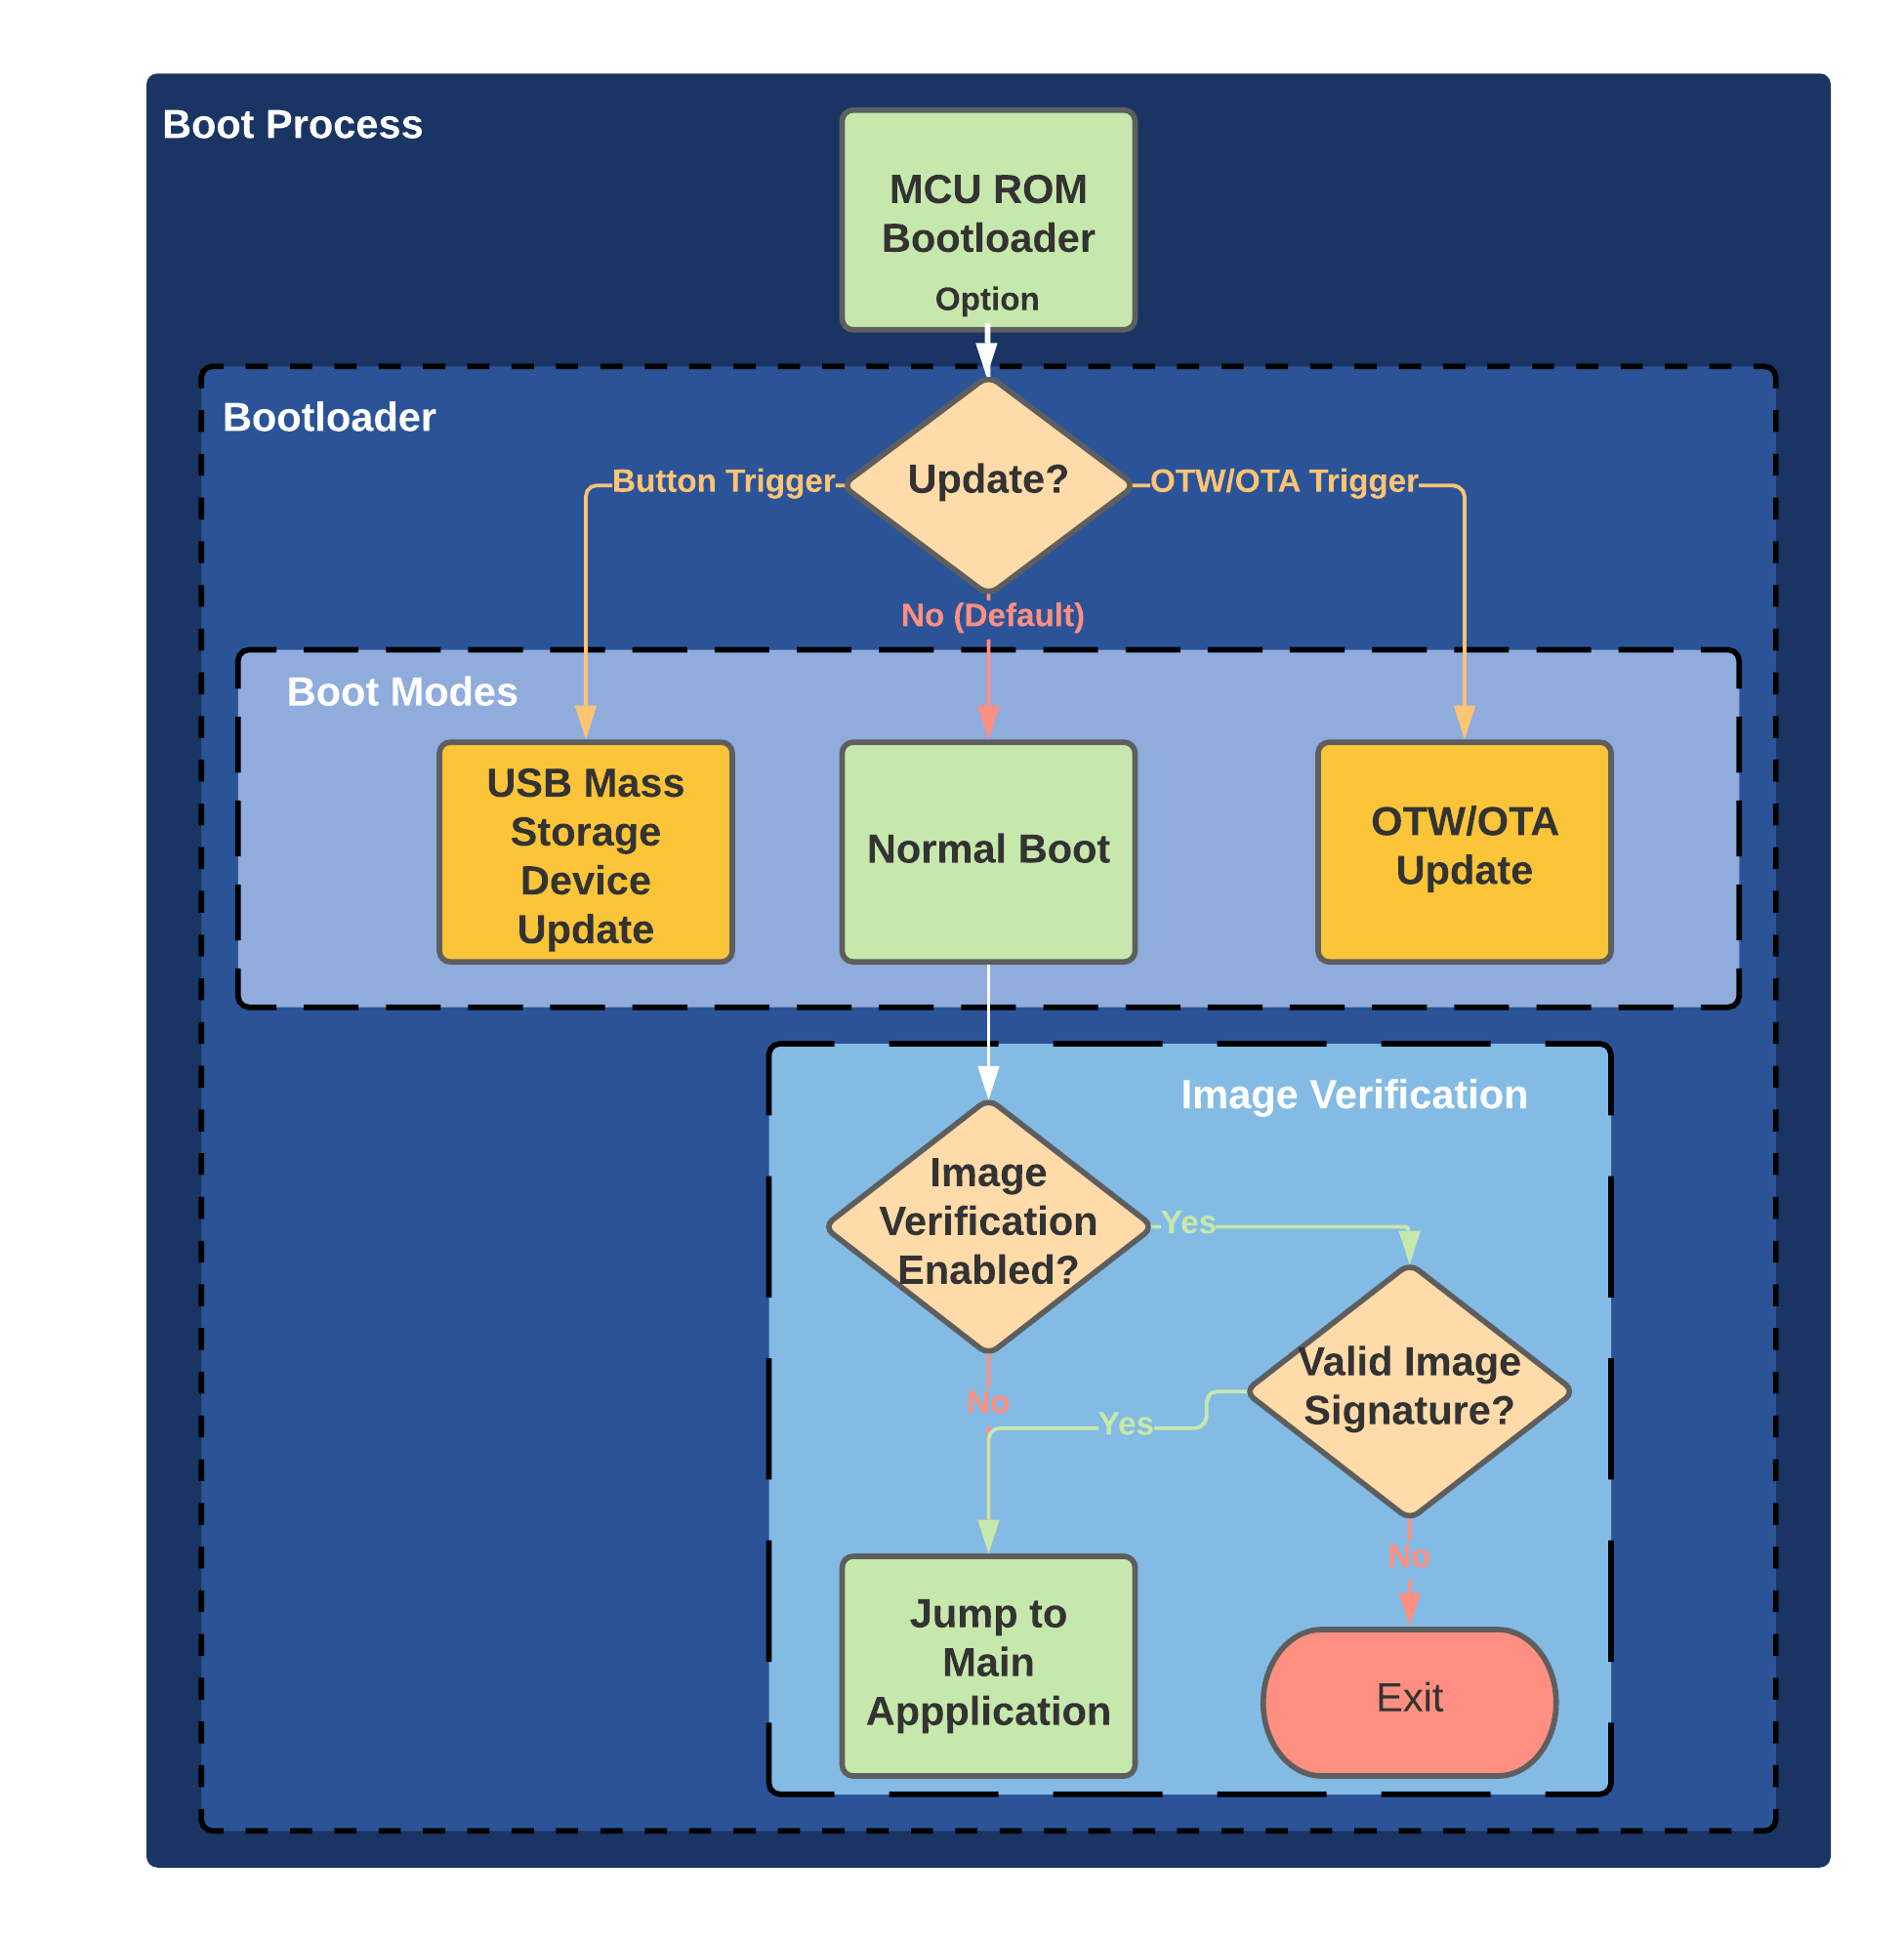 Boot Process
MCU ROM
Bootloader
Option
Bootloader
Update?
Button Trigger
OTW/OTA Trigger
No (Default)
Boot Modes
USB Mass
Storage
Device
Update
Normal Boot
OTW/OTA
Update
Image Verification
Image
Verification
Enabled?
Yes
Valid Image
Signature?
No
Yes
No
Jump to
Main
Appplication
Exit